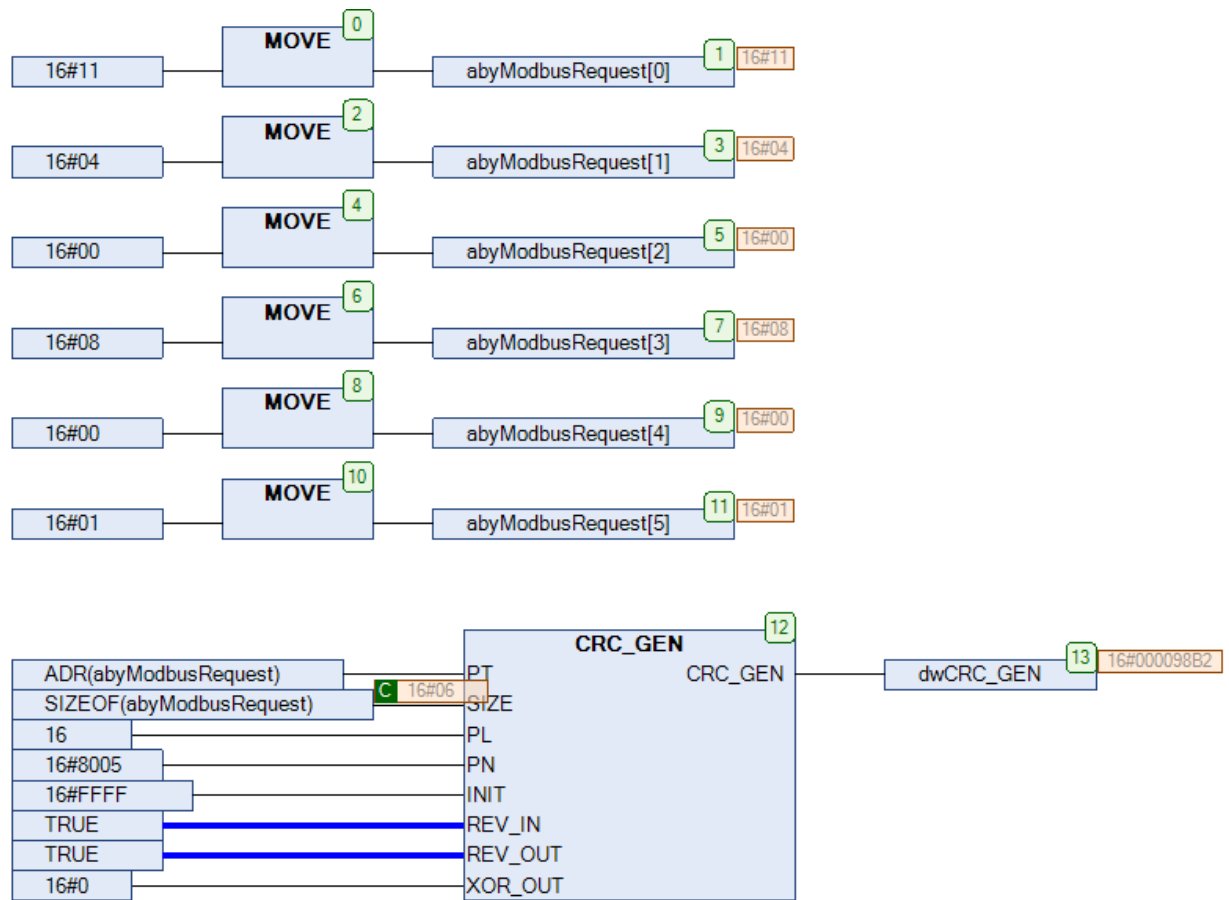 MOVE 0
16#11 abyModbusRequest[0] 1 16#11
MOVE 2
16#04 abyModbusRequest[1] 3 16#04
MOVE 4
16#00 abyModbusRequest[2] 5 16#00
MOVE 6
16#08 abyModbusRequest[3] 7 16#08
MOVE 8
16#00 abyModbusRequest[4] 9 16#00
MOVE 10
16#01 abyModbusRequest[5] 11 16#01
12
CRC_GEN
ADR(abyModbusRequest) PT CRC_GEN dwCRC_GEN 13 16#000098B2
SIZEOF(abyModbusRequest) C 16#06 SIZE
16 PL
16#8005 PN
16#FFFF INIT
TRUE REV_IN
TRUE REV_OUT
16#0 XOR_OUT